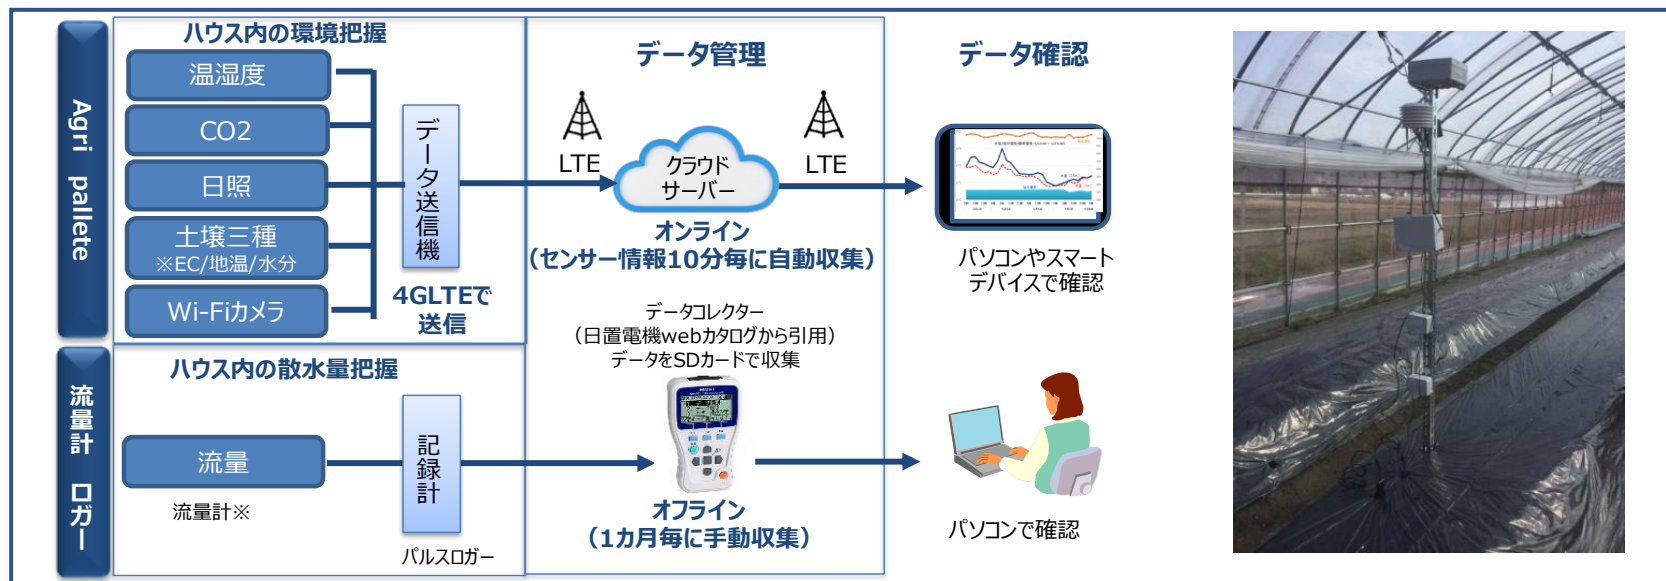 Agri pallete
ハウス内の環境把握
温湿度
CO2
日照
土壌三種
※EC/地温/水分
Wi-Fiカメラ
データ送信機
4GLTEで
送信
データ管理
LTE
クラウド
サーバー
LTE
オンライン
（センサー情報10分毎に自動収集）
データ確認
パソコンやスマート
デバイスで確認
流量計 ロガー
ハウス内の散水量把握
流量
流量計※
記録計
パルスロガー
データコレクター
（日置電機webカタログから引用）
データをSDカードで収集
オフライン
（1カ月毎に手動収集）
パソコンで確認